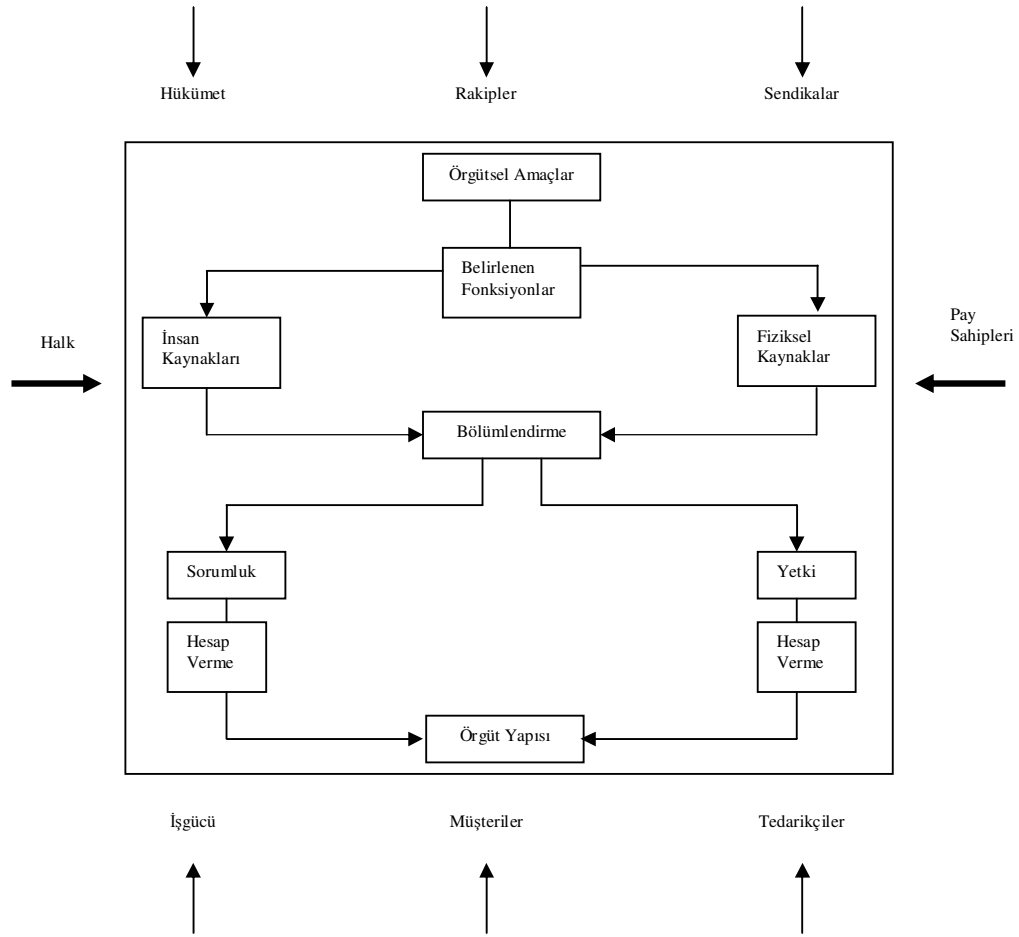 Hükümet
Rakipler
Sendikalar
Örgütsel Amaçlar
Belirlenen
Fonksiyonlar
Halk
İnsan
Kaynakları
Fiziksel
Kaynaklar
Pay
Sahipleri
Bölümlendirme
Sorumluk
Yetki
Hesap
Verme
Hesap
Verme
Örgüt Yapısı
İşgücü
Müşteriler
Tedarikçiler